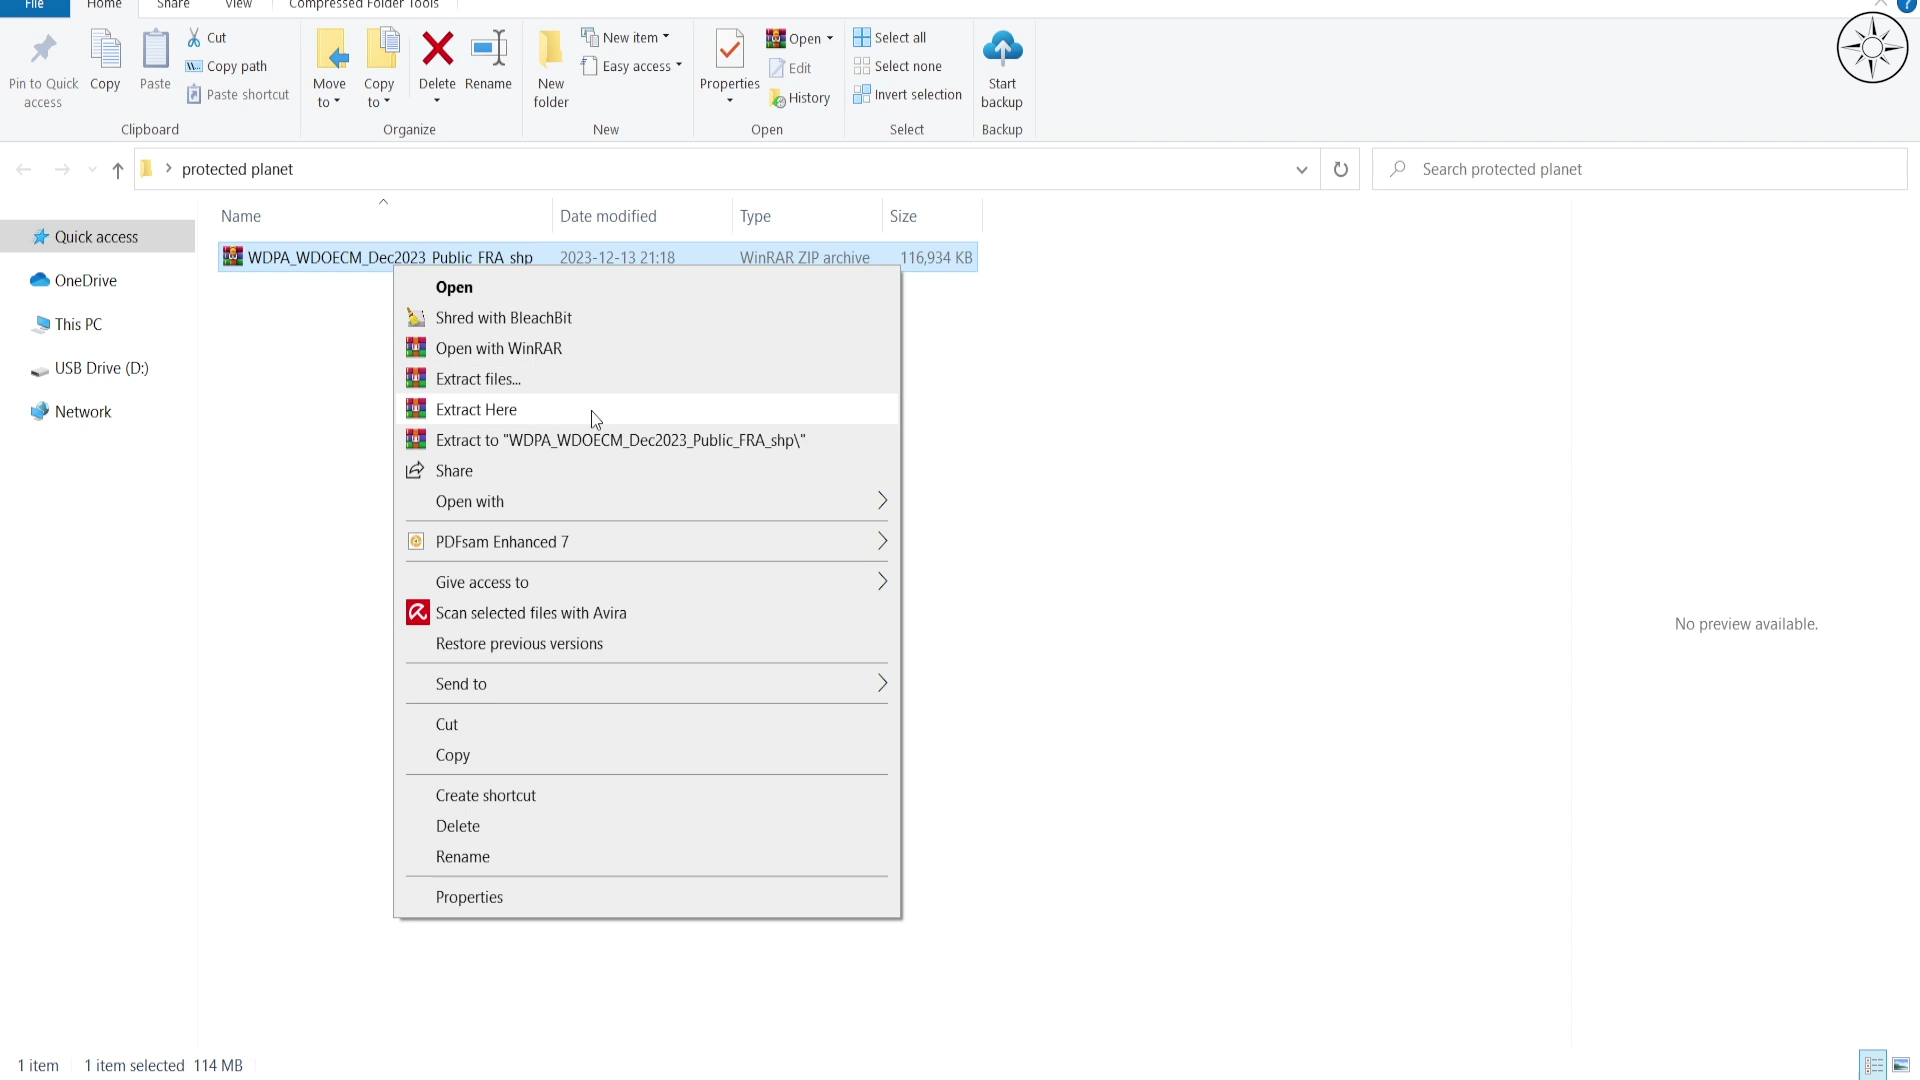 File Home Share View Compressed Folder Tools
Pin to Quick access
Copy
Paste
Cut
Copy path
Paste shortcut
Clipboard
Move to
Copy to
Delete
Rename
Organize
New folder
New item
Easy access
New
Properties
Open
Edit
History
Open
Select all
Select none
Invert selection
Select
Start backup
Backup
protected planet
Search protected planet
Name Date modified Type Size
WDPA_WDOECM_Dec2023_Public_FRA_shp 2023-12-13 21:18 WinRAR ZIP archive 116,934 KB
Quick access
OneDrive
This PC
USB Drive (D:)
Network
Open
Shred with BleachBit
Open with WinRAR
Extract files...
Extract Here
Extract to "WDPA_WDOECM_Dec2023_Public_FRA_shp\"
Share
Open with
PDFsam Enhanced 7
Give access to
Scan selected files with Avira
Restore previous versions
Send to
Cut
Copy
Create shortcut
Delete
Rename
Properties
No preview available.
1 item 1 item selected 114 MB